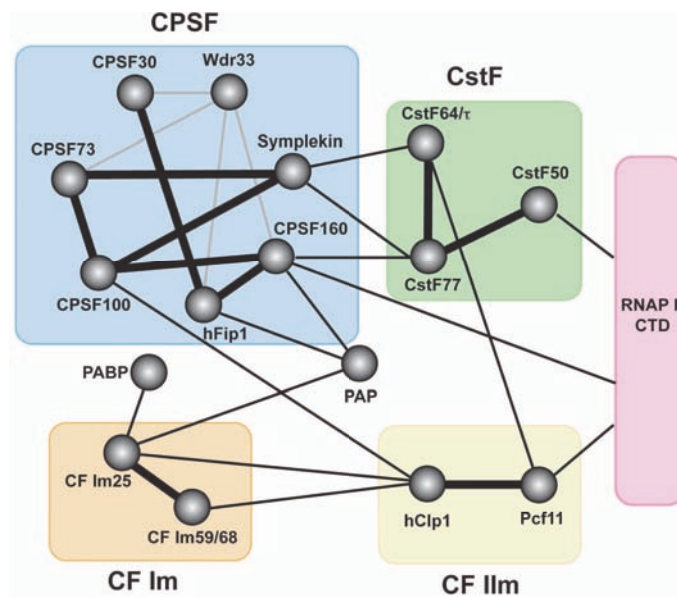 CPSF
CPSF30
Wdr33
CstF
CPSF73
Symplekin
CstF64/τ
CstF50
CPSF160
CPSF100
CstF77
hFip1
RNAP I
CTD
PABP
PAP
CF Im25
CF Im59/68
hClp1
Pcf11
CF Im
CF IIm